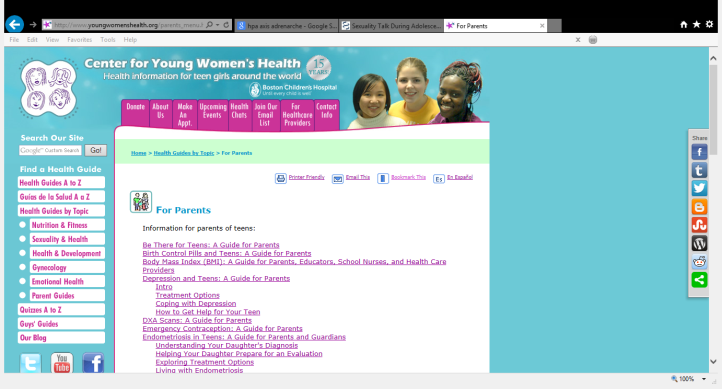 http://www.youngwomenshealth.org/parents_menu.l
hpa axis adrenarche - Google S...
Sexuality Talk During Adolesce...
For Parents
File Edit View Favorites Tools Help
Center for Young Women's Health
15 YEARS
Health information for teen girls around the world
Boston Children's Hospital
Until every child is well
Donate
About Us
Make An Appt.
Upcoming Events
Health Chats
Join Our Email List
For Healthcare Providers
Contact Info
Search Our Site
Google™ Custom Search Go!
Home > Health Guides by Topic > For Parents
Share
Find a Health Guide
Health Guides A to Z
Guías de la Salud A a Z
Health Guides by Topic
Nutrition & Fitness
Sexuality & Health
Health & Development
Gynecology
Emotional Health
Parent Guides
Quizzes A to Z
Guys' Guides
Our Blog
You Tube
Printer Friendly
Email This
Bookmark This
Es En Español
For Parents
Information for parents of teens:
Be There for Teens: A Guide for Parents
Birth Control Pills and Teens: A Guide for Parents
Body Mass Index (BMI): A Guide for Parents, Educators, School Nurses, and Health Care
Providers
Depression and Teens: A Guide for Parents
Intro
Treatment Options
Coping with Depression
How to Get Help for Your Teen
DXA Scans: A Guide for Parents
Emergency Contraception: A Guide for Parents
Endometriosis in Teens: A Guide for Parents and Guardians
Understanding Your Daughter's Diagnosis
Helping Your Daughter Prepare for an Evaluation
Exploring Treatment Options
Living with Endometriosis
100%